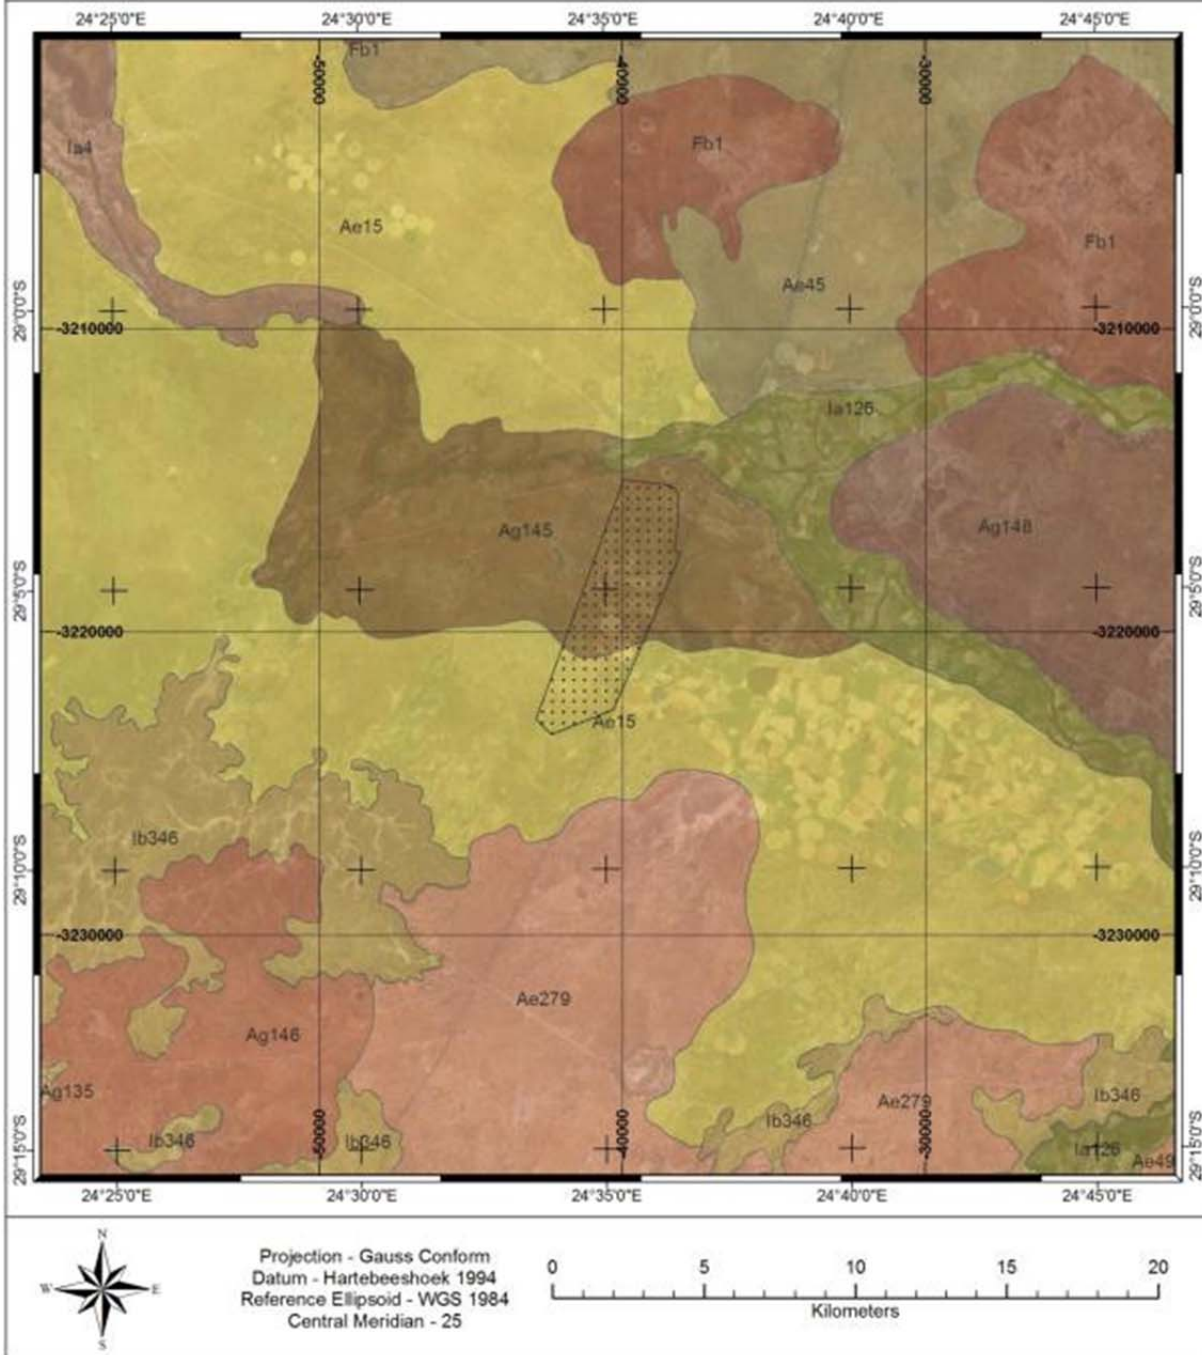 24°25'0"E 24°30'0"E 24°35'0"E 24°40'0"E 24°45'0"E
Fb1
-50000 -40000 -30000
Ia4
Fb1
Ae15
Fb1
Ae45
29°0'0"S 29°0'0"S
-3210000 -3210000
Ia126
Ag145
Ag148
29°5'0"S 29°5'0"S
-3220000 -3220000
Ae15
Ib346
29°10'0"S 29°10'0"S
-3230000 -3230000
Ae279
Ag146
Ag135
Ae279
Ib346
Ib346
Ib346
Ib346
Ia126
Ae49
29°15'0"S 29°15'0"S
-50000 -40000 -30000
24°25'0"E 24°30'0"E 24°35'0"E 24°40'0"E 24°45'0"E
N
W E
S
Projection - Gauss Conform
Datum - Hartebeeshoek 1994
Reference Ellipsoid - WGS 1984
Central Meridian - 25
0 5 10 15 20
Kilometers